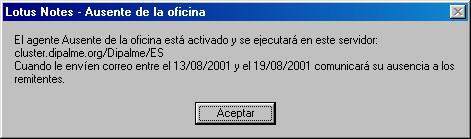 Lotus Notes - Ausente de la oficina
El agente Ausente de la oficina está activado y se ejecutará en este servidor:
cluster.dipalme.org/Dipalme/ES
Cuando le envíen correo entre el 13/08/2001 y el 19/08/2001 comunicará su ausencia a los
remitentes.
Aceptar